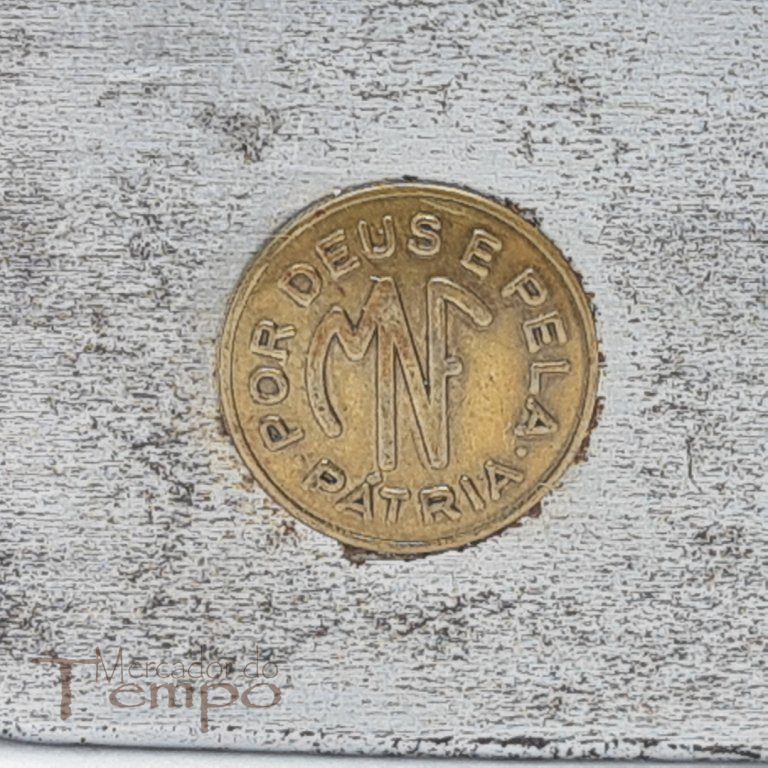 POR DEUS E PELA
MNF
· PÁTRIA ·
Mercador do
Tempo